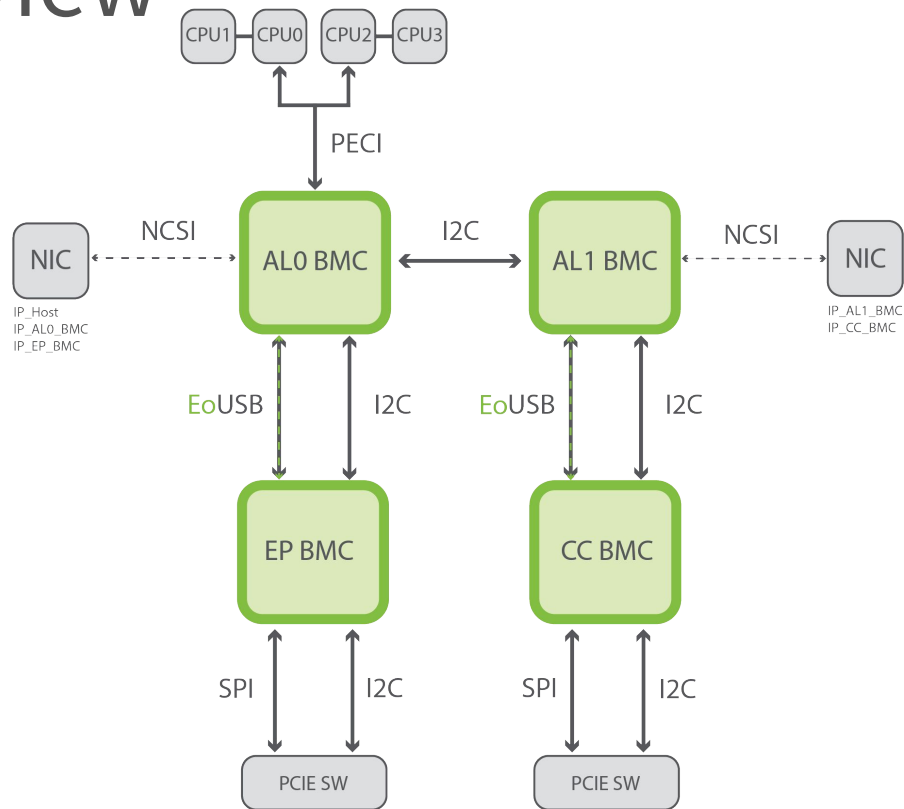 CPU1
CPU0
CPU2
CPU3
PECI
NIC
NCSI
AL0 BMC
I2C
AL1 BMC
NCSI
NIC
IP_Host
IP_AL0_BMC
IP_EP_BMC
IP_AL1_BMC
IP_CC_BMC
EoUSB
I2C
EoUSB
I2C
EP BMC
CC BMC
SPI
I2C
SPI
I2C
PCIE SW
PCIE SW